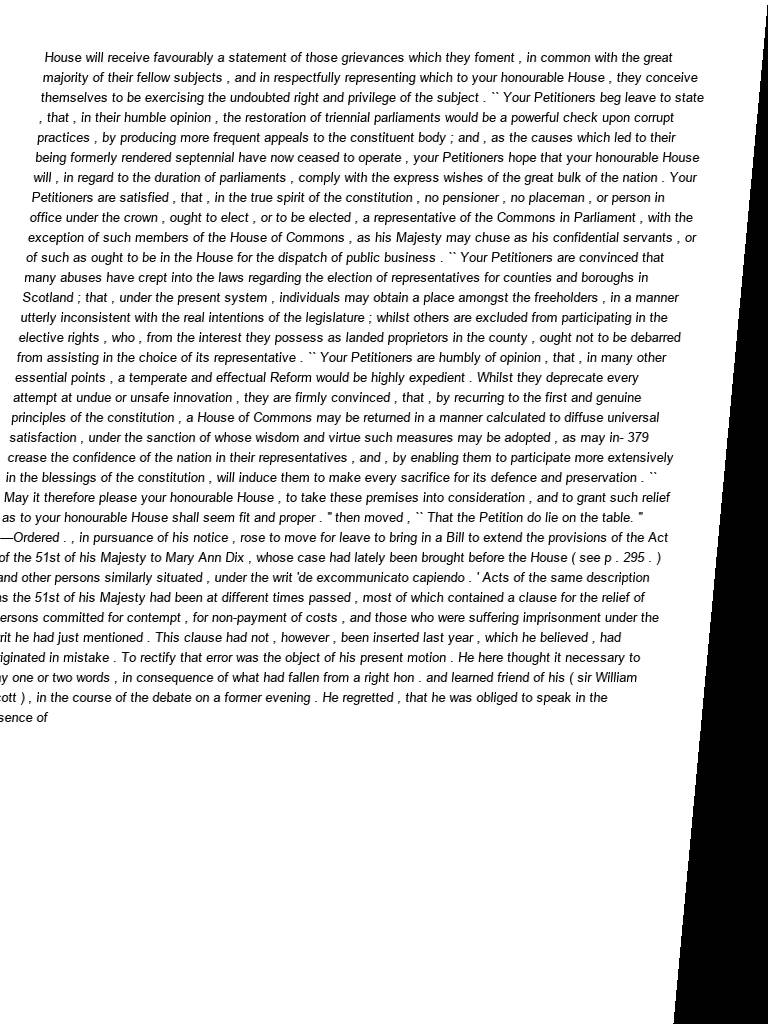 House will receive favourably a statement of those grievances which they foment , in common with the great
majority of their fellow subjects , and in respectfully representing which to your honourable House , they conceive
themselves to be exercising the undoubted right and privilege of the subject . `` Your Petitioners beg leave to state
, that , in their humble opinion , the restoration of triennial parliaments would be a powerful check upon corrupt
practices , by producing more frequent appeals to the constituent body ; and , as the causes which led to their
being formerly rendered septennial have now ceased to operate , your Petitioners hope that your honourable House
will , in regard to the duration of parliaments , comply with the express wishes of the great bulk of the nation . Your
Petitioners are satisfied , that , in the true spirit of the constitution , no pensioner , no placeman , or person in
office under the crown , ought to elect , or to be elected , a representative of the Commons in Parliament , with the
exception of such members of the House of Commons , as his Majesty may chuse as his confidential servants , or
of such as ought to be in the House for the dispatch of public business . `` Your Petitioners are convinced that
many abuses have crept into the laws regarding the election of representatives for counties and boroughs in
Scotland ; that , under the present system , individuals may obtain a place amongst the freeholders , in a manner
utterly inconsistent with the real intentions of the legislature ; whilst others are excluded from participating in the
elective rights , who , from the interest they possess as landed proprietors in the county , ought not to be debarred
from assisting in the choice of its representative . `` Your Petitioners are humbly of opinion , that , in many other
essential points , a temperate and effectual Reform would be highly expedient . Whilst they deprecate every
attempt at undue or unsafe innovation , they are firmly convinced , that , by recurring to the first and genuine
principles of the constitution , a House of Commons may be returned in a manner calculated to diffuse universal
satisfaction , under the sanction of whose wisdom and virtue such measures may be adopted , as may in- 379
crease the confidence of the nation in their representatives , and , by enabling them to participate more extensively
in the blessings of the constitution , will induce them to make every sacrifice for its defence and preservation . ``
May it therefore please your honourable House , to take these premises into consideration , and to grant such relief
as to your honourable House shall seem fit and proper . '' then moved , `` That the Petition do lie on the table. ''
—Ordered . , in pursuance of his notice , rose to move for leave to bring in a Bill to extend the provisions of the Act
of the 51st of his Majesty to Mary Ann Dix , whose case had lately been brought before the House ( see p . 295 . )
and other persons similarly situated , under the writ 'de excommunicato capiendo . ' Acts of the same description
the 51st of his Majesty had been at different times passed , most of which contained a clause for the relief of
committed for contempt , for non-payment of costs , and those who were suffering imprisonment under the
he had just mentioned . This clause had not , however , been inserted last year , which he believed , had
in mistake . To rectify that error was the object of his present motion . He here thought it necessary to
one or two words , in consequence of what had fallen from a right hon . and learned friend of his ( sir William
) , in the course of the debate on a former evening . He regretted , that he was obliged to speak in the
of